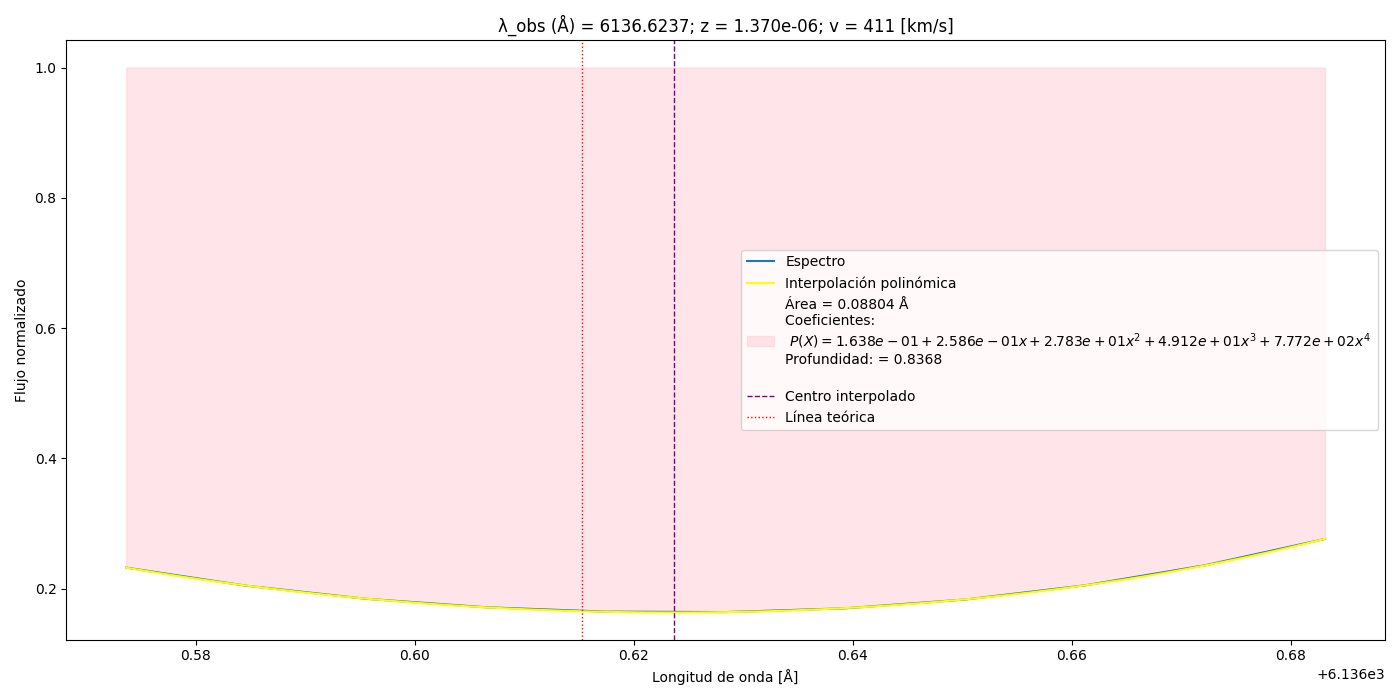 λ_obs (Å) = 6136.6237; z = 1.370e-06; v = 411 [km/s]
Flujo normalizado
1.0
0.8
0.6
0.4
0.2
Espectro
Interpolación polinómica
Área = 0.08804 Å
Coeficientes:
P(X) = 1.638e − 01 + 2.586e − 01x + 2.783e + 01x² + 4.912e + 01x³ + 7.772e + 02x⁴
Profundidad: = 0.8368
Centro interpolado
Línea teórica
0.58 0.60 0.62 0.64 0.66 0.68
+6.136e3
Longitud de onda [Å]